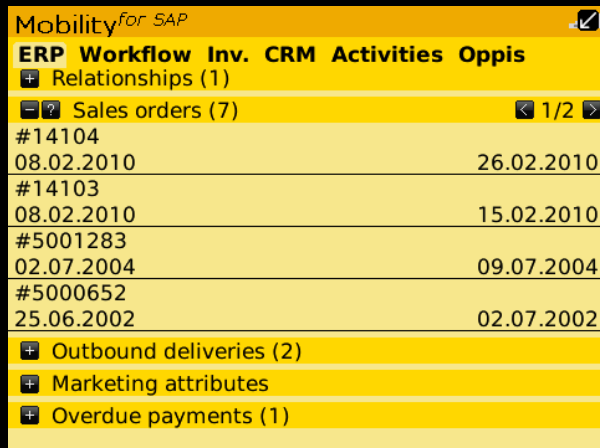 Mobility for SAP
ERP Workflow Inv. CRM Activities Oppis
Relationships (1)
Sales orders (7) 1/2
#14104
08.02.2010 26.02.2010
#14103
08.02.2010 15.02.2010
#5001283
02.07.2004 09.07.2004
#5000652
25.06.2002 02.07.2002
Outbound deliveries (2)
Marketing attributes
Overdue payments (1)